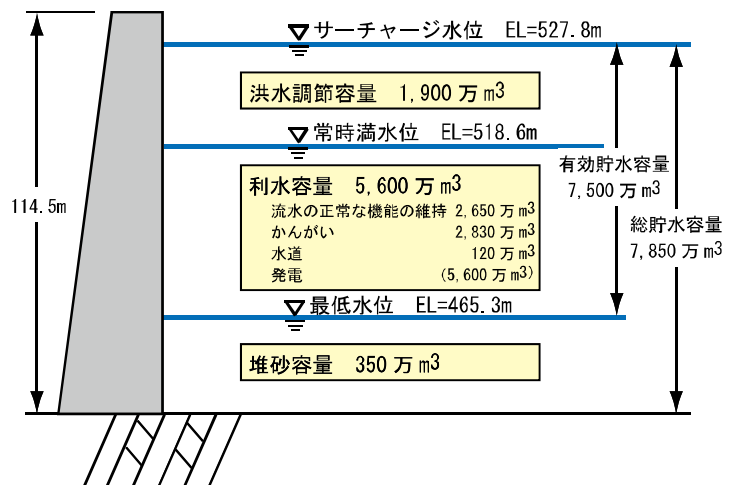 サーチャージ水位 EL=527.8m
洪水調節容量 1,900 万 m3
常時満水位 EL=518.6m
有効貯水容量
7,500 万 m3
利水容量 5,600 万 m3
流水の正常な機能の維持 2,650 万 m3
かんがい 2,830 万 m3
水道 120 万 m3
発電 (5,600 万 m3)
114.5m
総貯水容量
7,850 万 m3
最低水位 EL=465.3m
堆砂容量 350 万 m3